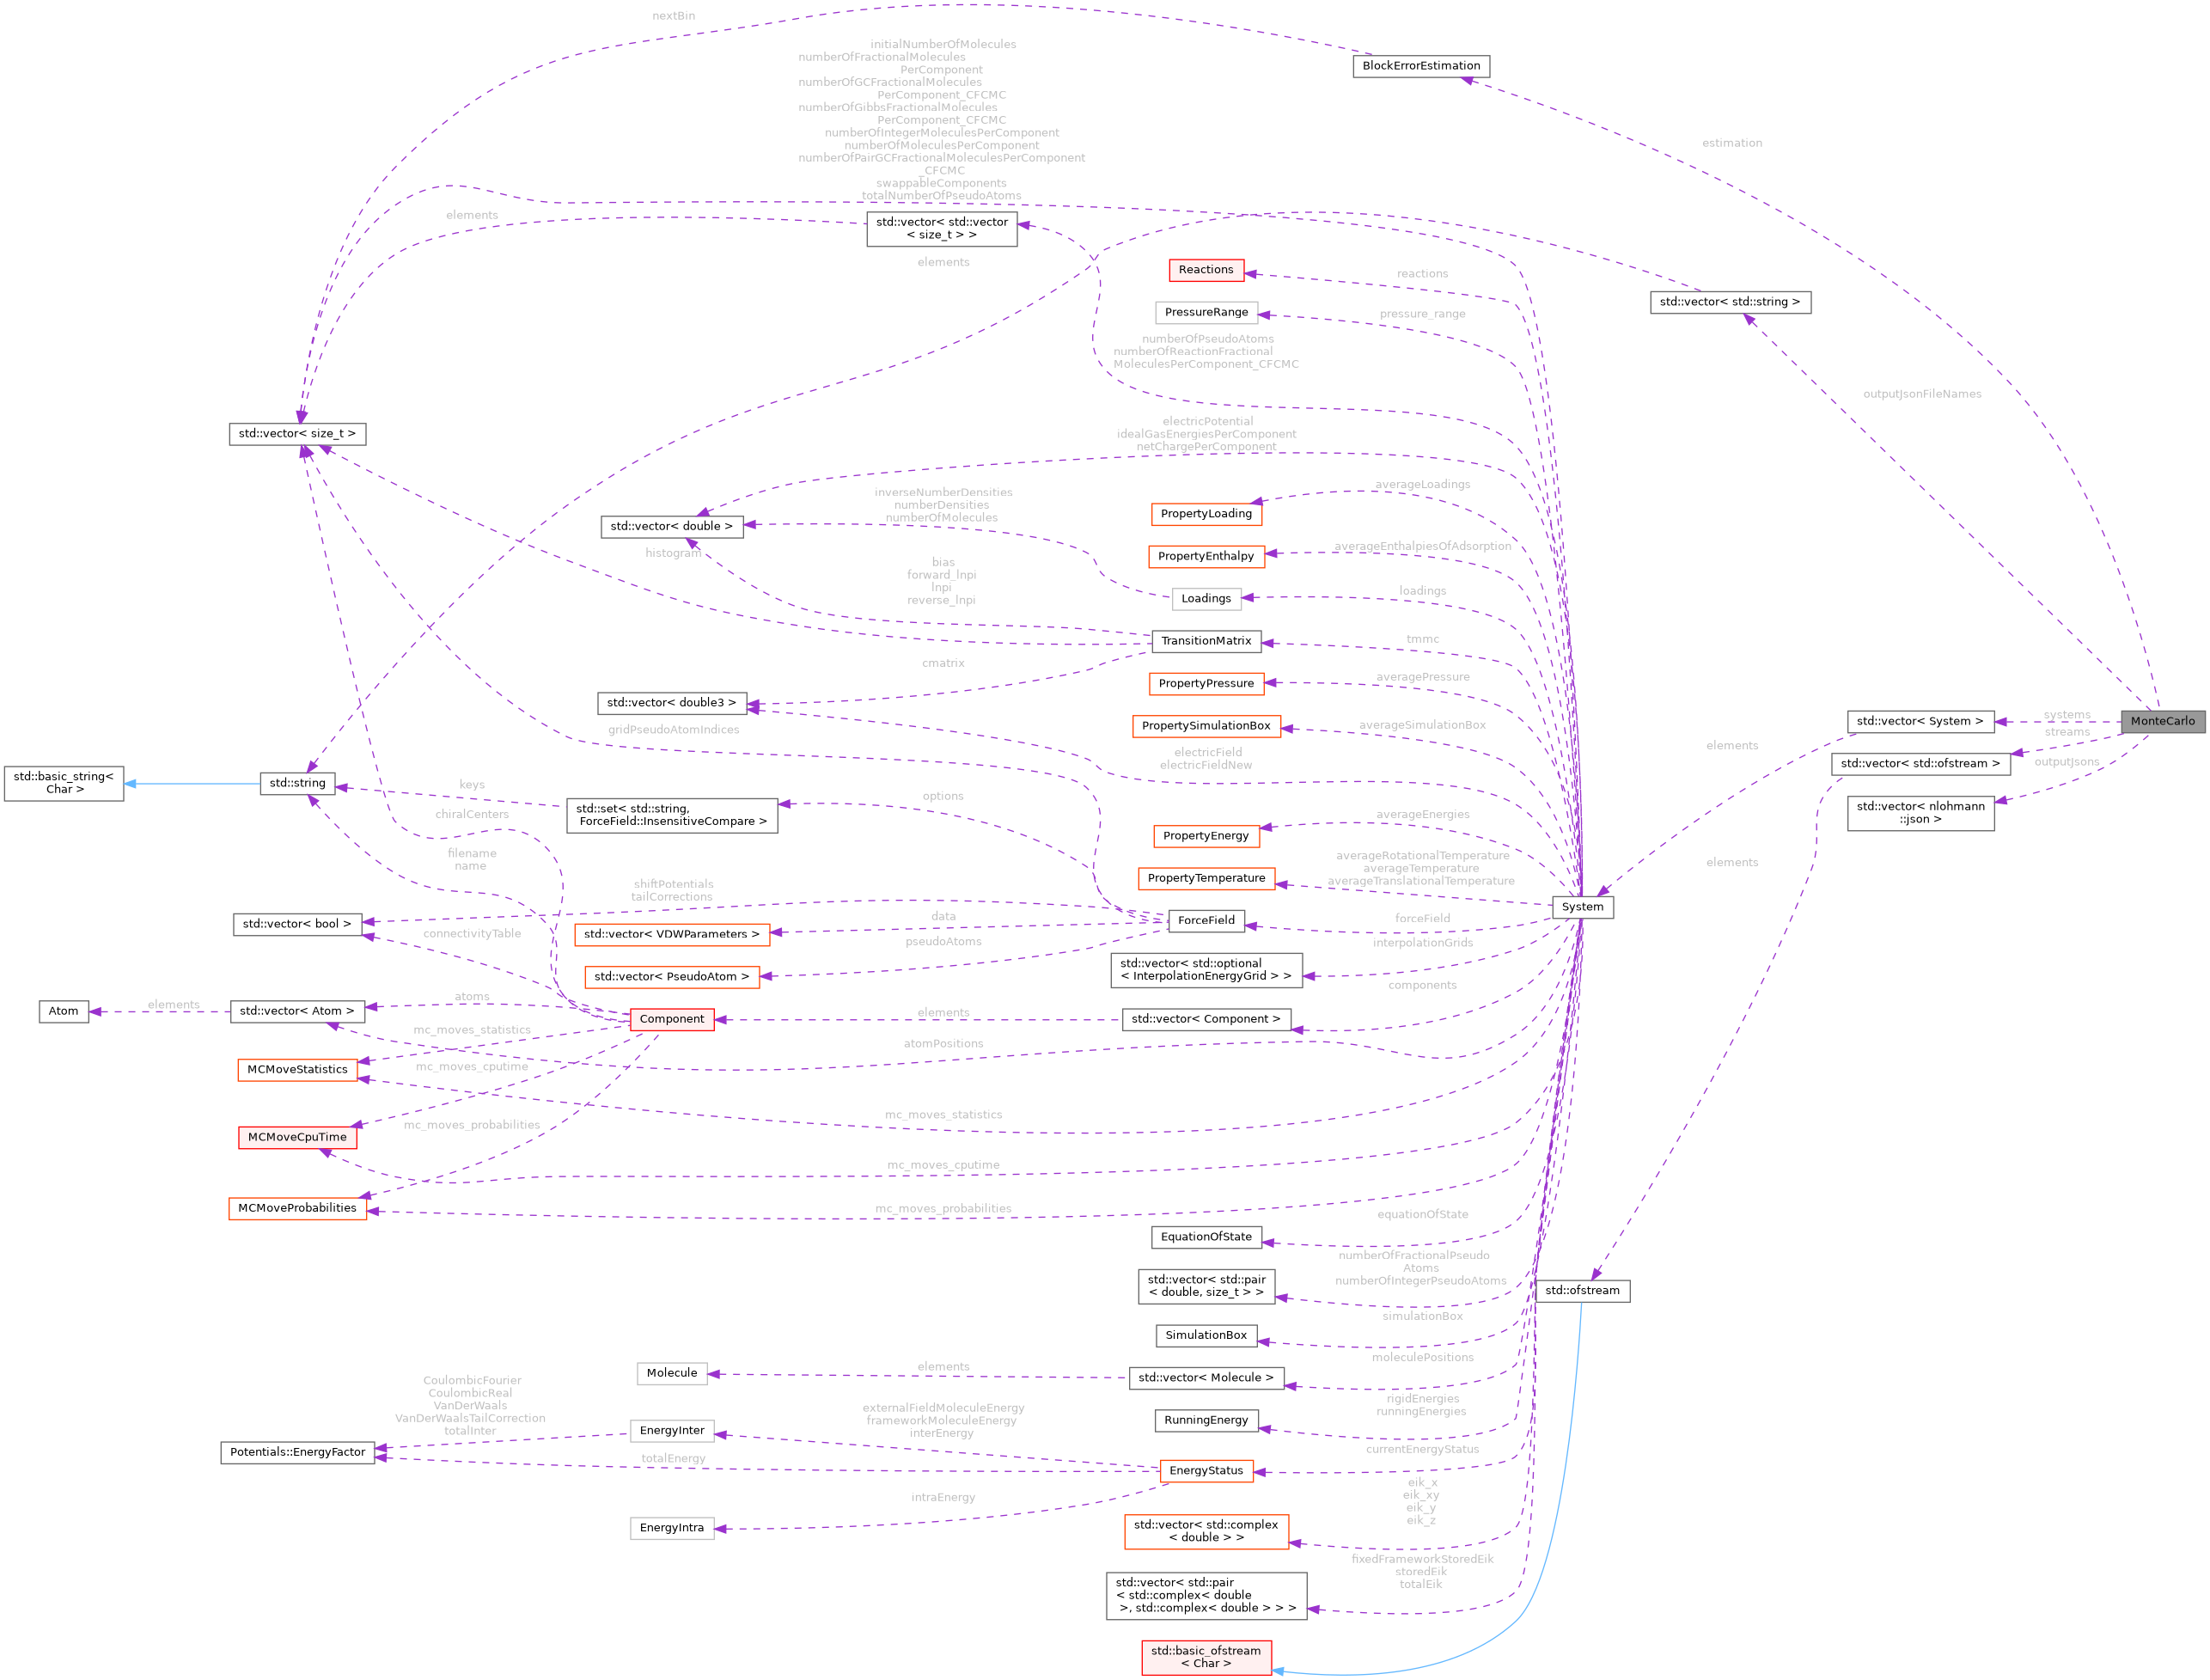 nextBin
BlockErrorEstimation
initialNumberOfMolecules
numberOfFractionalMolecules
PerComponent
numberOfGCFractionalMolecules
PerComponent_CFCMC
numberOfGibbsFractionalMolecules
PerComponent_CFCMC
numberOfIntegerMoleculesPerComponent
numberOfMoleculesPerComponent
numberOfPairGCFractionalMoleculesPerComponent
_CFCMC
swappableComponents
totalNumberOfPseudoAtoms
estimation
elements
std::vector< std::vector
< size_t > >
elements
Reactions
reactions
std::vector< std::string >
PressureRange
pressure_range
numberOfPseudoAtoms
numberOfReactionFractional
MoleculesPerComponent_CFCMC
outputJsonFileNames
std::vector< size_t >
electricPotential
idealGasEnergiesPerComponent
netChargePerComponent
averageLoadings
inverseNumberDensities
numberDensities
numberOfMolecules
PropertyLoading
std::vector< double >
histogram
averageEnthalpiesOfAdsorption
PropertyEnthalpy
bias
forward_lnpi
lnpi
reverse_lnpi
Loadings
loadings
TransitionMatrix
tmmc
cmatrix
PropertyPressure
averagePressure
std::vector< double3 >
gridPseudoAtomIndices
PropertySimulationBox
averageSimulationBox
std::vector< System >
systems
streams
MonteCarlo
elements
electricField
electricFieldNew
std::vector< std::ofstream >
outputJsons
std::basic_string<
Char >
std::string
keys
options
std::set< std::string,
ForceField::InsensitiveCompare >
std::vector< nlohmann
::json >
chiralCenters
PropertyEnergy
averageEnergies
filename
name
averageRotationalTemperature
averageTemperature
averageTranslationalTemperature
PropertyTemperature
elements
shiftPotentials
tailCorrections
System
std::vector< bool >
data
ForceField
forceField
std::vector< VDWParameters >
connectivityTable
pseudoAtoms
interpolationGrids
std::vector< std::optional
< InterpolationEnergyGrid > >
std::vector< PseudoAtom >
components
Atom
elements
std::vector< Atom >
atoms
Component
elements
std::vector< Component >
mc_moves_statistics
atomPositions
MCMoveStatistics
mc_moves_cputime
mc_moves_statistics
mc_moves_probabilities
MCMoveCpuTime
mc_moves_cputime
MCMoveProbabilities
mc_moves_probabilities
equationOfState
EquationOfState
numberOfFractionalPseudo
Atoms
numberOfIntegerPseudoAtoms
std::vector< std::pair
< double, size_t > >
std::ofstream
simulationBox
SimulationBox
moleculePositions
Molecule
elements
std::vector< Molecule >
CoulombicFourier
CoulombicReal
VanDerWaals
VanDerWaalsTailCorrection
totalInter
rigidEnergies
runningEnergies
RunningEnergy
externalFieldMoleculeEnergy
frameworkMoleculeEnergy
interEnergy
EnergyInter
Potentials::EnergyFactor
totalEnergy
currentEnergyStatus
EnergyStatus
intraEnergy
EnergyIntra
eik_x
eik_xy
eik_y
eik_z
std::vector< std::complex
< double > >
fixedFrameworkStoredEik
storedEik
totalEik
std::vector< std::pair
< std::complex< double
>, std::complex< double > > >
std::basic_ofstream
< Char >